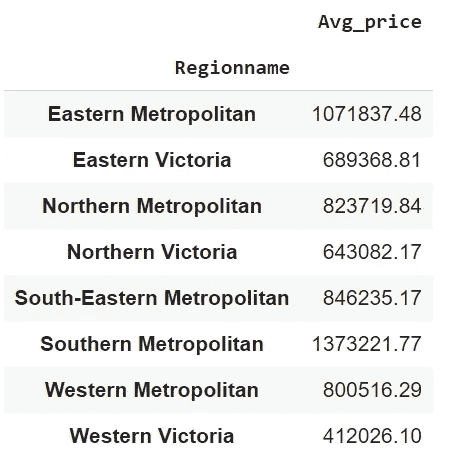 Avg_price
Regionname
Eastern Metropolitan 1071837.48
Eastern Victoria 689368.81
Northern Metropolitan 823719.84
Northern Victoria 643082.17
South-Eastern Metropolitan 846235.17
Southern Metropolitan 1373221.77
Western Metropolitan 800516.29
Western Victoria 412026.10